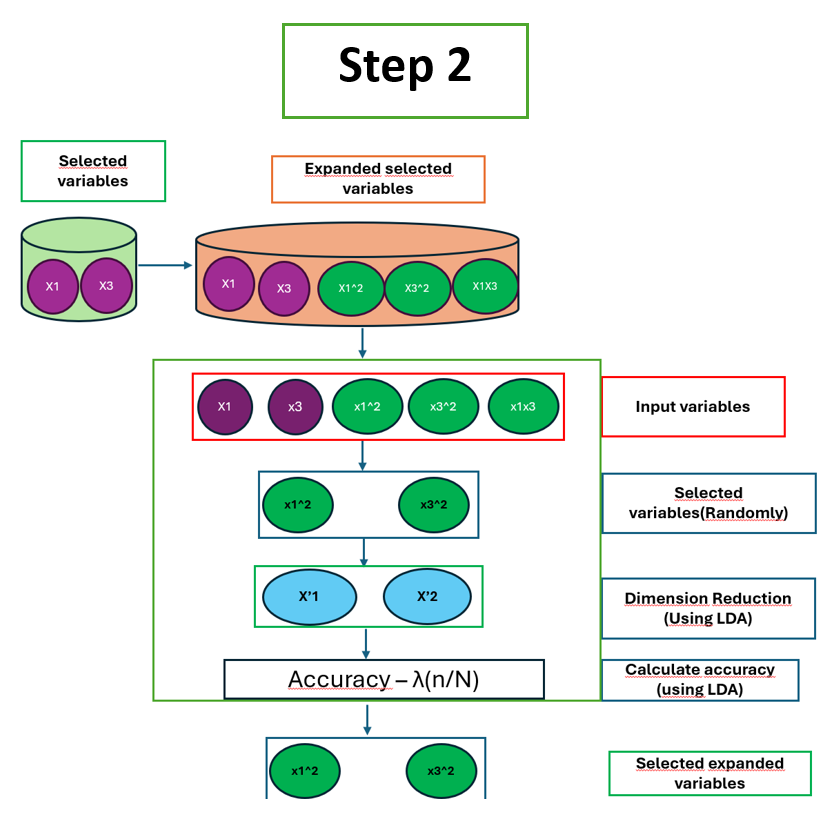 Step 2
Selected
variables
Expanded selected
variables
X1
X3
X1
X3
X1^2
X3^2
X1X3
X1
x3
x1^2
x3^2
x1x3
Input variables
x1^2
x3^2
Selected
variables(Randomly)
X’1
X’2
Dimension Reduction
(Using LDA)
Accuracy – λ(n/N)
Calculate accuracy
(using LDA)
x1^2
x3^2
Selected expanded
variables